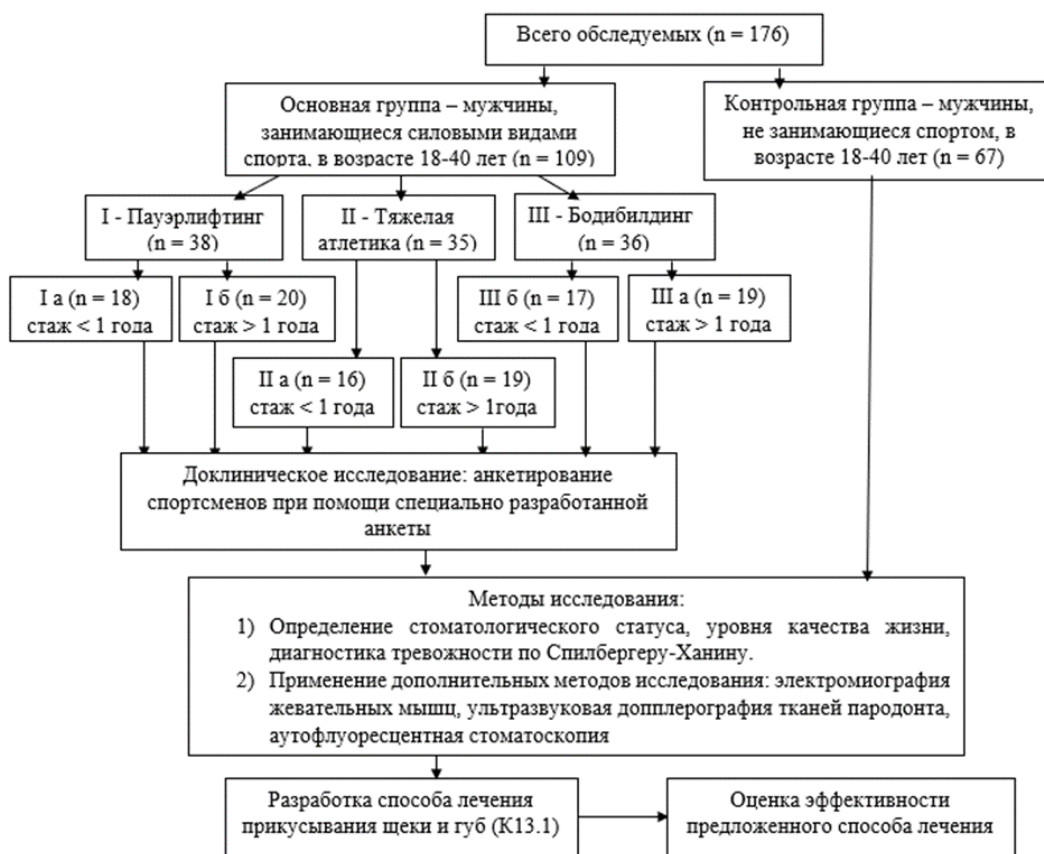 Всего обследуемых (n = 176)
Основная группа – мужчины,
занимающиеся силовыми видами
спорта, в возрасте 18-40 лет (n = 109)
Контрольная группа – мужчины,
не занимающиеся спортом, в
возрасте 18-40 лет (n = 67)
I - Пауэрлифтинг
(n = 38)
II - Тяжелая
атлетика (n = 35)
III - Бодибилдинг
(n = 36)
I а (n = 18)
стаж < 1 года
I б (n = 20)
стаж > 1 года
III б (n = 17)
стаж < 1 года
III а (n = 19)
стаж > 1 года
II а (n = 16)
стаж < 1 года
II б (n = 19)
стаж > 1года
Доклиническое исследование: анкетирование
спортсменов при помощи специально разработанной
анкеты
Методы исследования:
1) Определение стоматологического статуса, уровня качества жизни,
диагностика тревожности по Спилбергеру-Ханину.
2) Применение дополнительных методов исследования: электромиография
жевательных мышц, ультразвуковая допплерография тканей пародонта,
аутофлуоресцентная стоматоскопия
Разработка способа лечения
прикусывания щеки и губ (К13.1)
Оценка эффективности
предложенного способа лечения